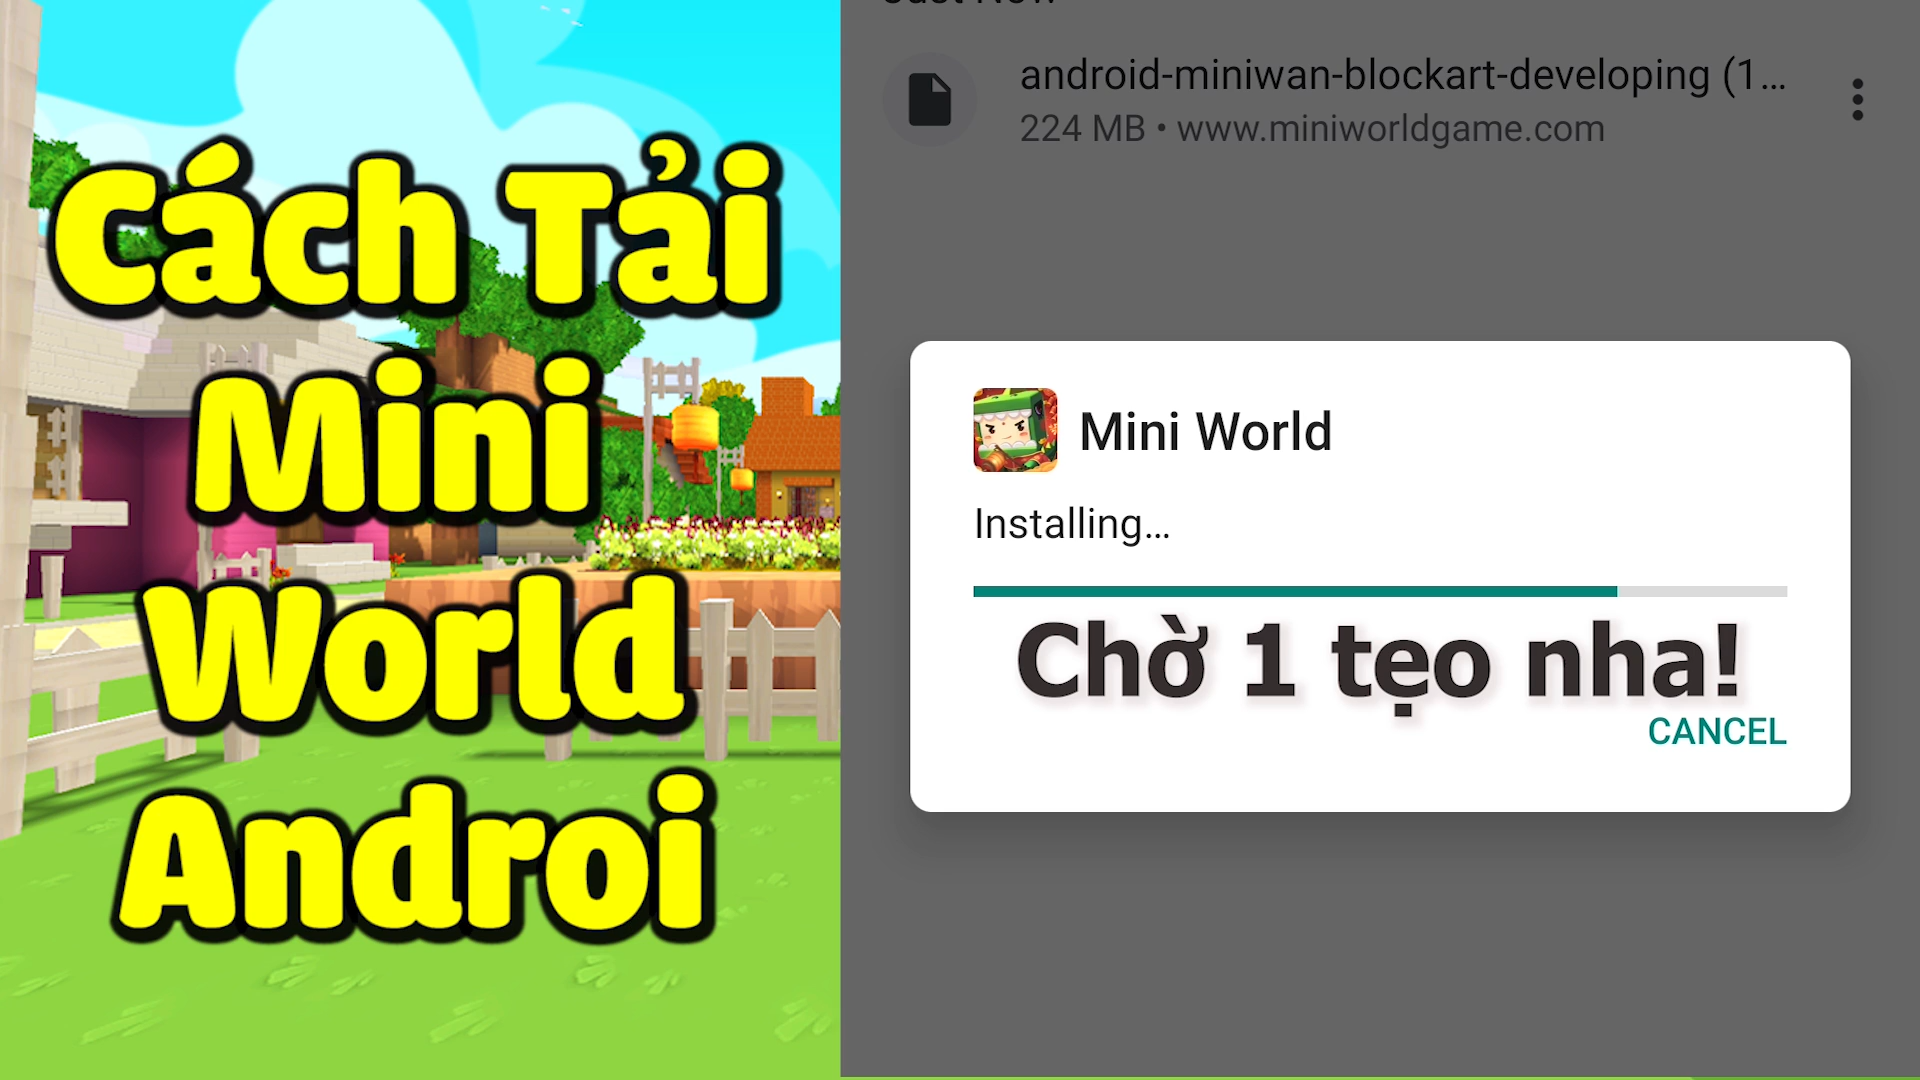 Cách Tải
Mini
World
Androi
android-miniwan-blockart-developing (1...
224 MB • www.miniworldgame.com
Mini World
Installing...
Chờ 1 tẹo nha!
CANCEL